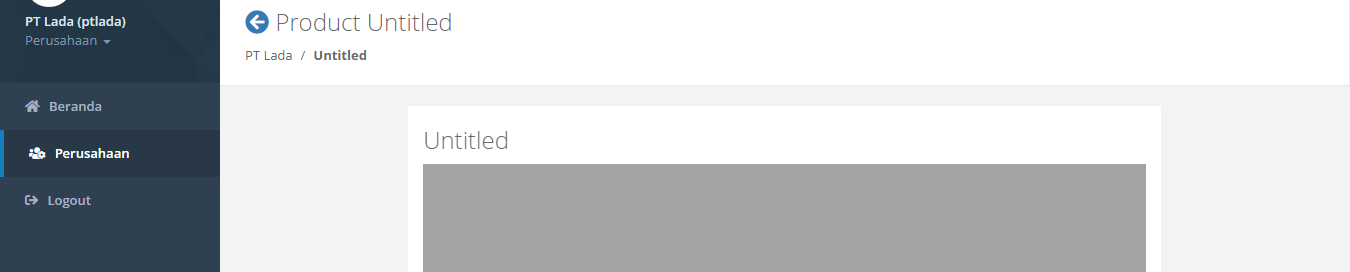 PT Lada (ptlada)
Perusahaan
Beranda
Perusahaan
Logout
Product Untitled
PT Lada / Untitled
Untitled